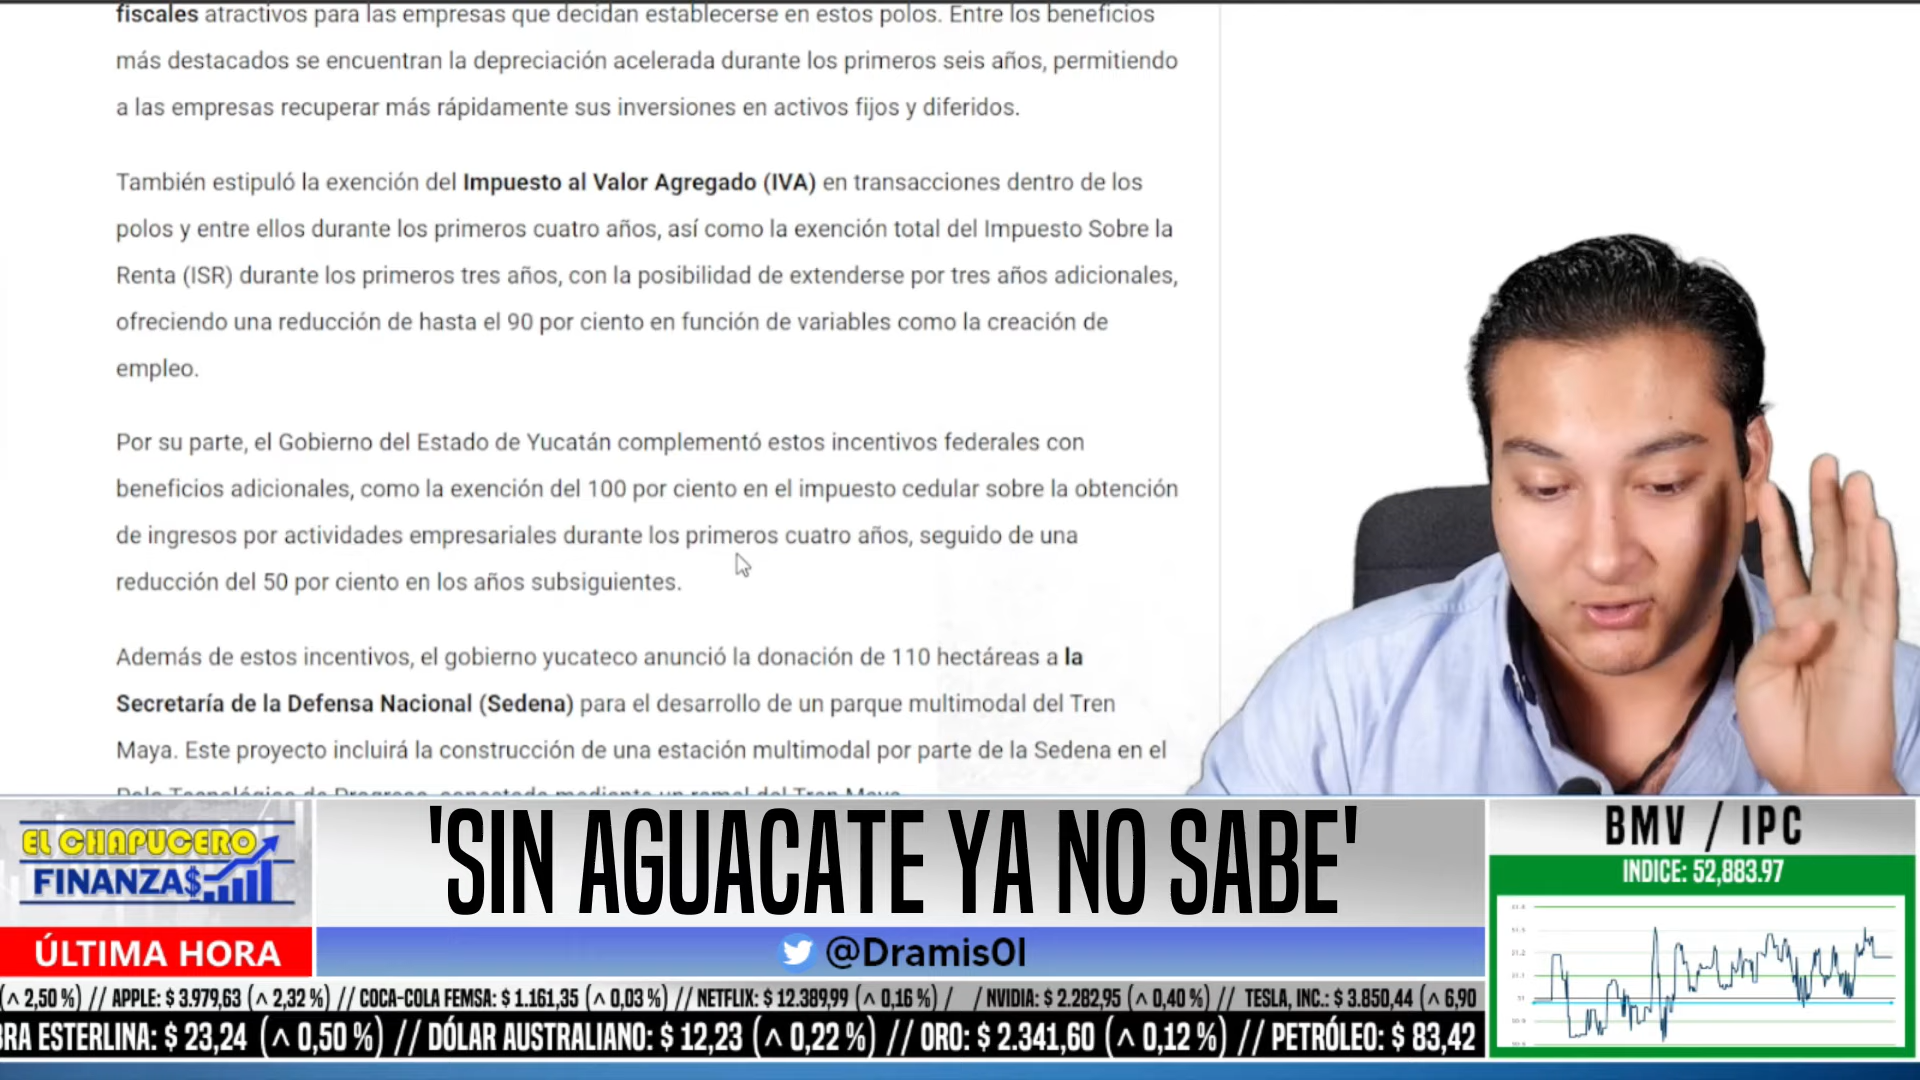 fiscales atractivos para las empresas que decidan establecerse en estos polos. Entre los beneficios
más destacados se encuentran la depreciación acelerada durante los primeros seis años, permitiendo
a las empresas recuperar más rápidamente sus inversiones en activos fijos y diferidos.
También estipuló la exención del Impuesto al Valor Agregado (IVA) en transacciones dentro de los
polos y entre ellos durante los primeros cuatro años, así como la exención total del Impuesto Sobre la
Renta (ISR) durante los primeros tres años, con la posibilidad de extenderse por tres años adicionales,
ofreciendo una reducción de hasta el 90 por ciento en función de variables como la creación de
empleo.
Por su parte, el Gobierno del Estado de Yucatán complementó estos incentivos federales con
beneficios adicionales, como la exención del 100 por ciento en el impuesto cedular sobre la obtención
de ingresos por actividades empresariales durante los primeros cuatro años, seguido de una
reducción del 50 por ciento en los años subsiguientes.
Además de estos incentivos, el gobierno yucateco anunció la donación de 110 hectáreas a la
Secretaría de la Defensa Nacional (Sedena) para el desarrollo de un parque multimodal del Tren
Maya. Este proyecto incluirá la construcción de una estación multimodal por parte de la Sedena en el
Polo Tecnológico de Progreso, conectado mediante un ramal del Tren Maya.
EL CHAPUCERO
FINANZA$
'SIN AGUACATE YA NO SABE'
BMV / IPC
INDICE: 52,883.97
ÚLTIMA HORA
@Dramis01
(^ 2,50 %) // APPLE: $ 3.979,63 (^ 2,32 %) // COCA-COLA FEMSA: $ 1.161,35 (^ 0,03 %) // NETFLIX: $ 12.389,99 (^ 0,16 %) / / NVIDIA: $ 2.282,95 (^ 0,40 %) // TESLA, INC.: $ 3.850,44 (^ 6,90
BRA ESTERLINA: $ 23,24 (^ 0,50 %) // DÓLAR AUSTRALIANO: $ 12,23 (^ 0,22 %) // ORO: $ 2.341,60 (^ 0,12 %) // PETRÓLEO: $ 83,42